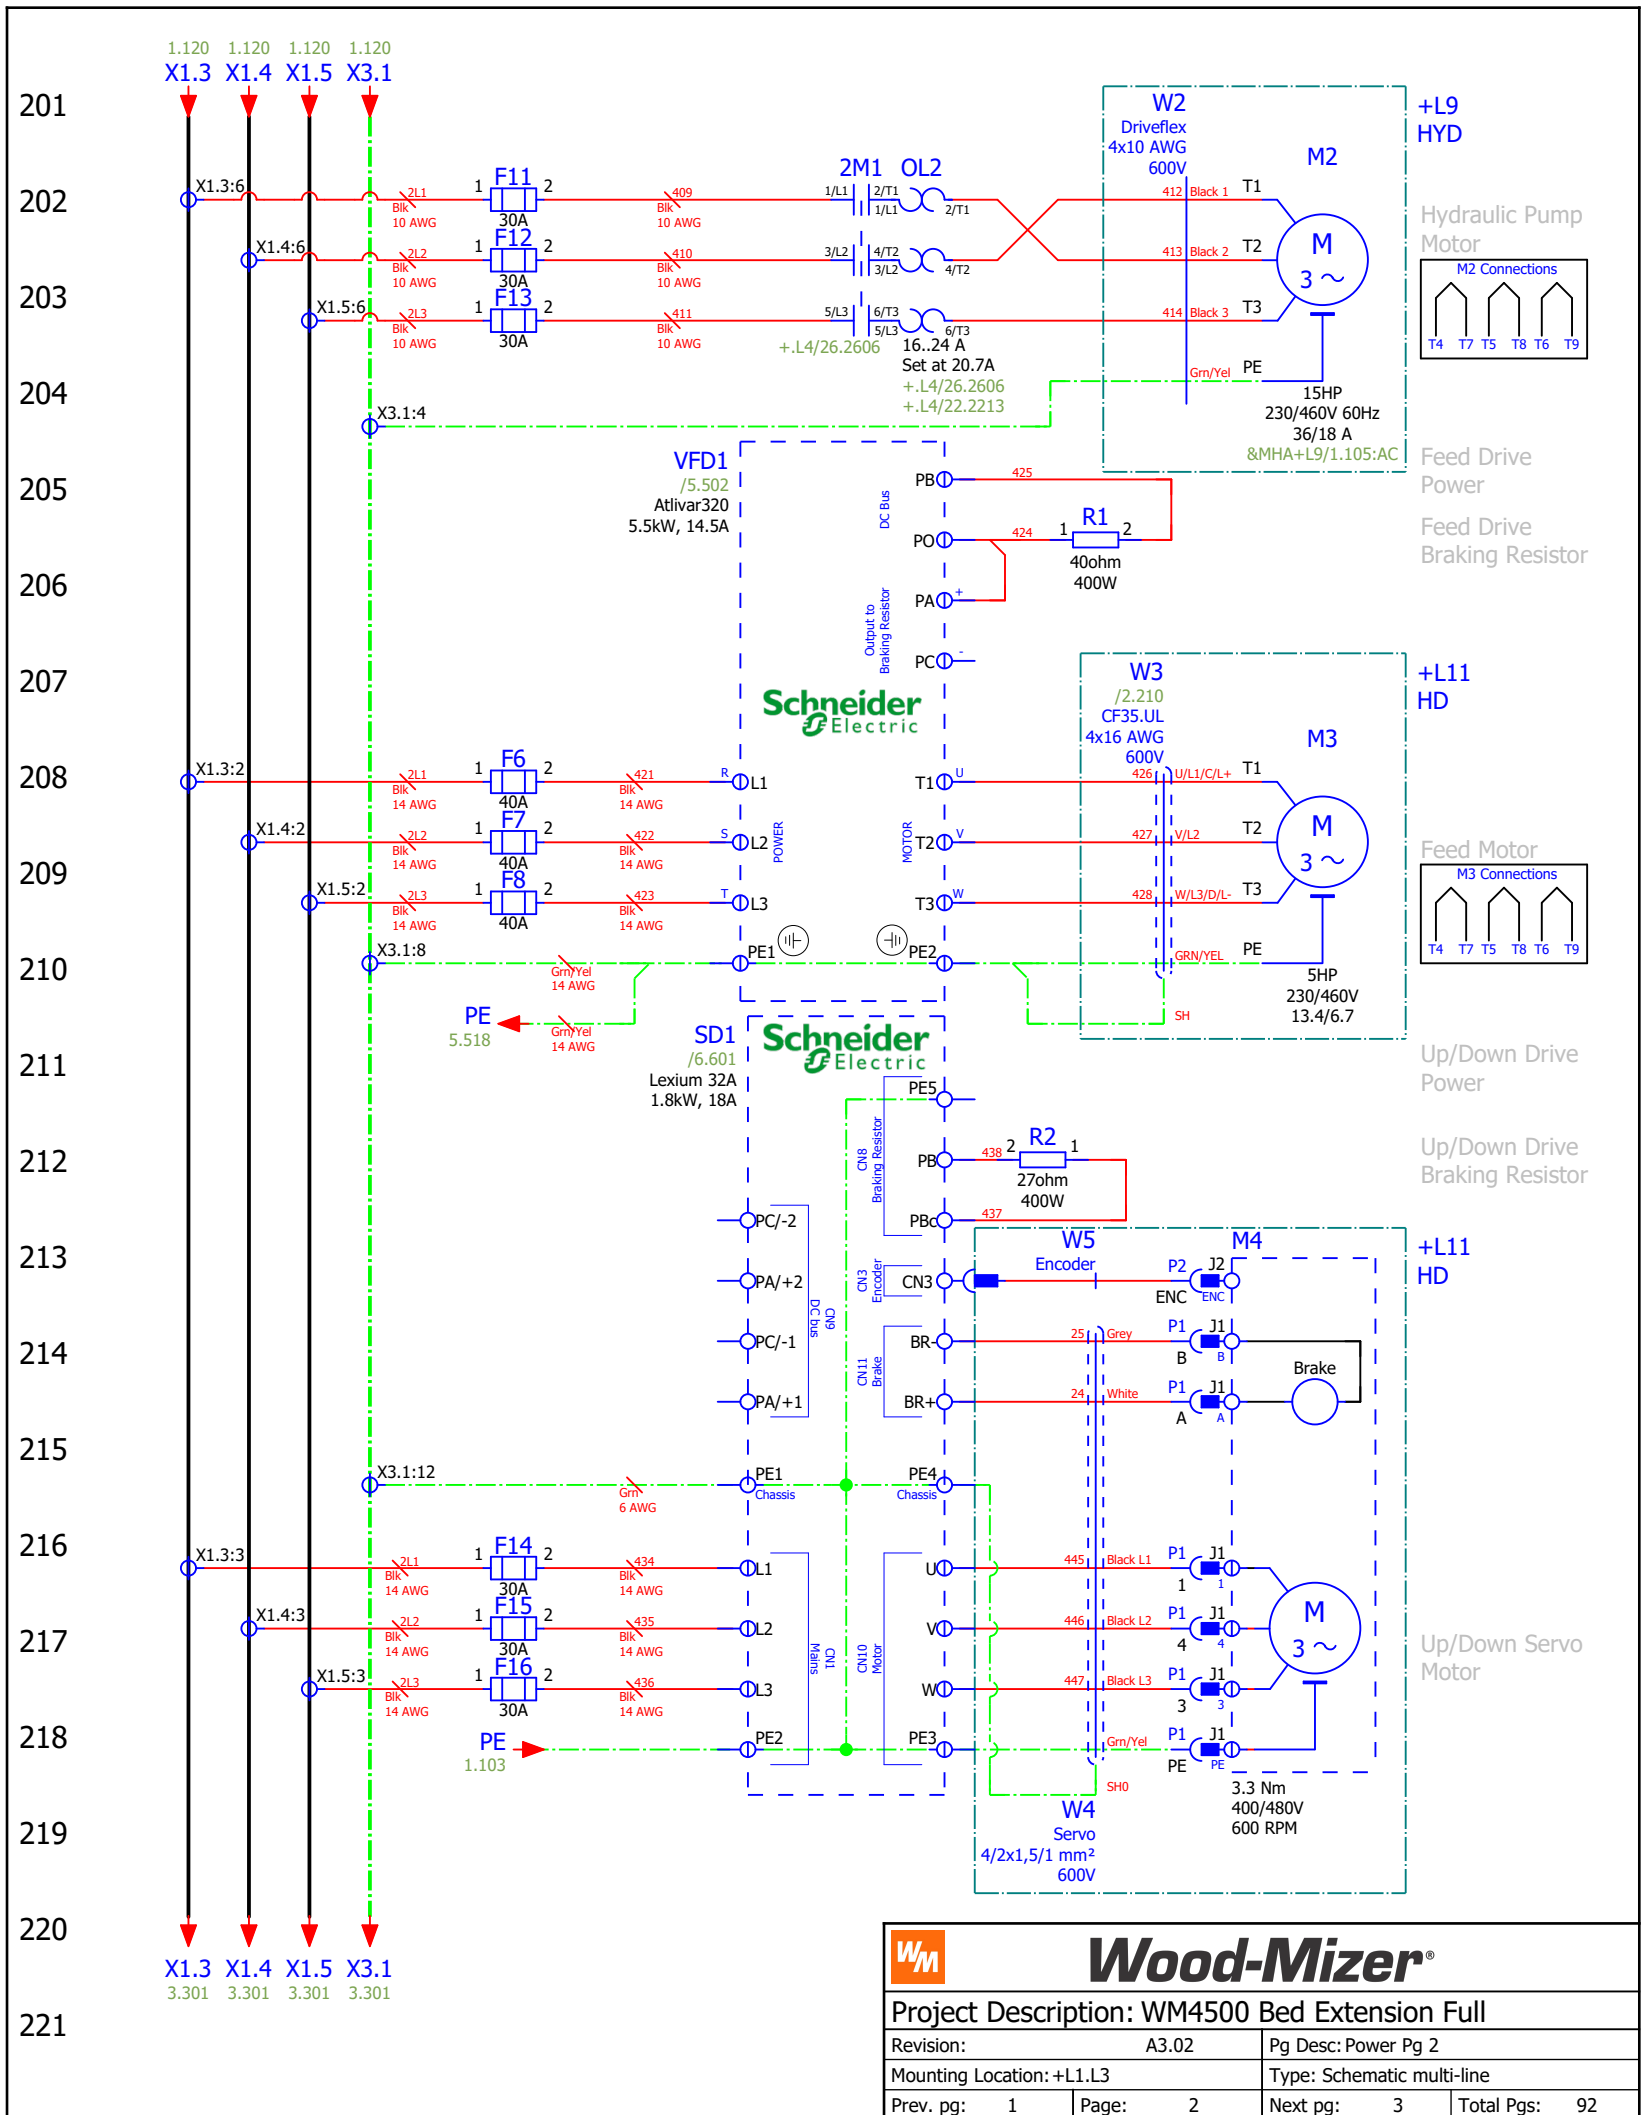 1.120 1.120 1.120 1.120
X1.3 X1.4 X1.5 X3.1
201
W2
Driveflex
4x10 AWG
600V
M2
+L9
HYD
202
X1.3:6
2L1
Blk
10 AWG
1 F11 2
30A
409
Blk
10 AWG
2M1 OL2
1/L1 2/T1
1/L1 2/T1
412 Black 1 T1
Hydraulic Pump
Motor
X1.4:6
2L2
Blk
10 AWG
1 F12 2
30A
410
Blk
10 AWG
3/L2 4/T2
3/L2 4/T2
413 Black 2 T2
M
3 ~
M2 Connections
T4 T7 T5 T8 T6 T9
203
X1.5:6
2L3
Blk
10 AWG
1 F13 2
30A
411
Blk
10 AWG
5/L3 6/T3
5/L3 6/T3
+.L4/26.2606
16..24 A
Set at 20.7A
+.L4/26.2606
+.L4/22.2213
414 Black 3 T3
Grn/Yel PE
204
X3.1:4
15HP
230/460V 60Hz
36/18 A
&MHA+L9/1.105:AC
205
VFD1
/5.502
Atlivar320
5.5kW, 14.5A
PB
DC Bus
425
Feed Drive
Power
PO
424
1 R1 2
40ohm
400W
Feed Drive
Braking Resistor
206
PA +
Output to
Braking Resistor
PC -
207
Schneider
Electric
W3
/2.210
CF35.UL
4x16 AWG
600V
M3
+L11
HD
208
X1.3:2
2L1
Blk
14 AWG
1 F6 2
40A
421
Blk
14 AWG
R L1
T1 U
426 U/L1/C/L+ T1
X1.4:2
2L2
Blk
14 AWG
1 F7 2
40A
422
Blk
14 AWG
S L2
POWER
MOTOR
T2 V
427 V/L2 T2
M
3 ~
Feed Motor
M3 Connections
T4 T7 T5 T8 T6 T9
209
X1.5:2
2L3
Blk
14 AWG
1 F8 2
40A
423
Blk
14 AWG
T L3
T3 W
428 W/L3/D/L- T3
210
X3.1:8
Grn/Yel
14 AWG
PE1
PE2
GRN/YEL PE
5HP
230/460V
13.4/6.7
PE
5.518
Grn/Yel
14 AWG
SH
211
SD1
/6.601
Lexium 32A
1.8kW, 18A
Schneider
Electric
Up/Down Drive
Power
PE5
212
CN8
Braking Resistor
PB
438 2 R2 1
27ohm
400W
Up/Down Drive
Braking Resistor
PC/-2
PBc
437
213
W5
Encoder
M4
+L11
HD
PA/+2
CN9
DC bus
CN3
Encoder
CN3
P2 J2
ENC ENC
214
PC/-1
CN11
Brake
BR-
25 Grey
P1 J1
B B
Brake
PA/+1
BR+
24 White
P1 J1
A A
215
X3.1:12
Grn
6 AWG
PE1
Chassis
PE4
Chassis
216
X1.3:3
2L1
Blk
14 AWG
1 F14 2
30A
434
Blk
14 AWG
L1
U
445 Black L1
P1 J1
1 1
X1.4:3
2L2
Blk
14 AWG
1 F15 2
30A
435
Blk
14 AWG
L2
V
446 Black L2
P1 J1
4 4
M
3 ~
217
CN1
Mains
CN10
Motor
Up/Down Servo
Motor
X1.5:3
2L3
Blk
14 AWG
1 F16 2
30A
436
Blk
14 AWG
L3
W
447 Black L3
P1 J1
3 3
218
PE
1.103
PE2
PE3
Grn/Yel
P1 J1
PE PE
SH0
3.3 Nm
400/480V
600 RPM
219
W4
Servo
4/2x1,5/1 mm²
600V
220
X1.3 X1.4 X1.5 X3.1
3.301 3.301 3.301 3.301
221
WM
Wood-Mizer®
Project Description: WM4500 Bed Extension Full
Revision: A3.02 Pg Desc: Power Pg 2
Mounting Location: +L1.L3 Type: Schematic multi-line
Prev. pg: 1 Page: 2 Next pg: 3 Total Pgs: 92